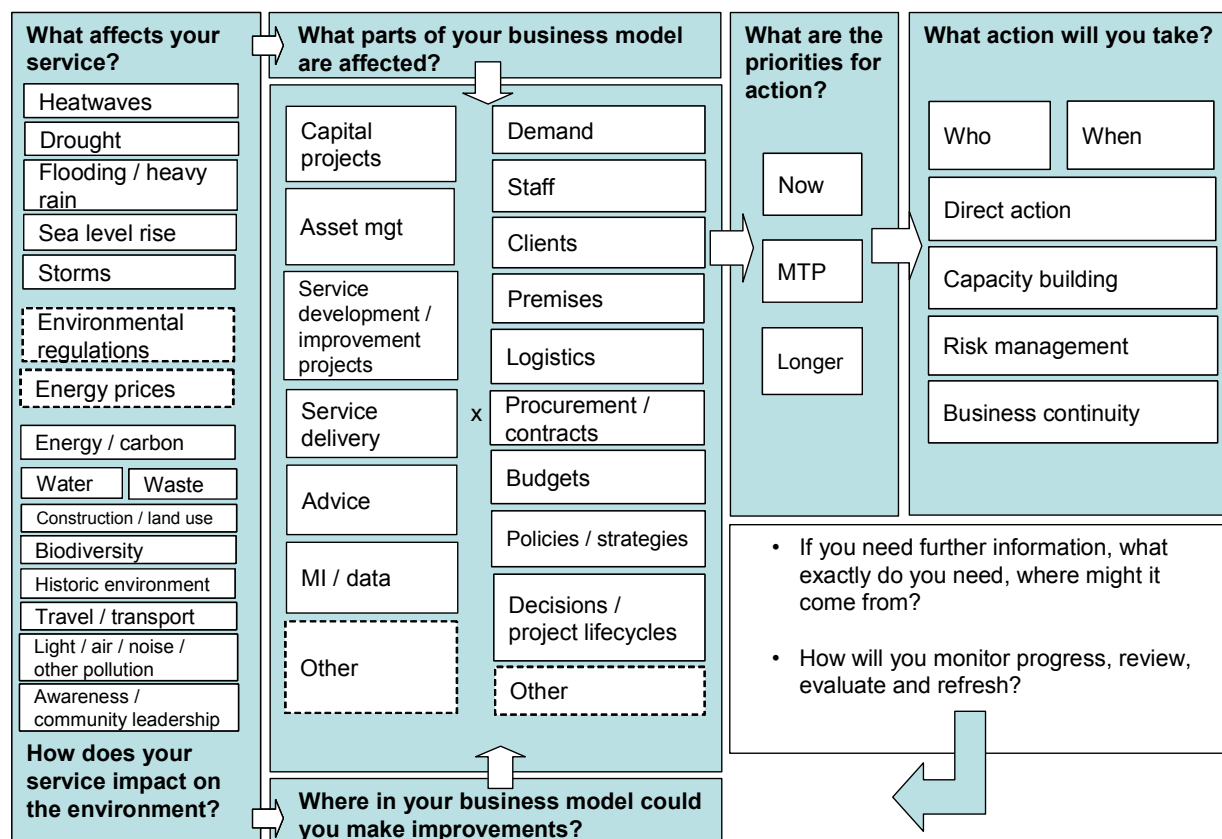 What affects your
service?
Heatwaves
Drought
Flooding / heavy
rain
Sea level rise
Storms
Environmental
regulations
Energy prices
Energy / carbon
Water
Waste
Construction / land use
Biodiversity
Historic environment
Travel / transport
Light / air / noise /
other pollution
Awareness /
community leadership
How does your
service impact on
the environment?
What parts of your business model
are affected?
Capital
projects
Asset mgt
Service
development /
improvement
projects
Service
delivery
Advice
MI / data
Other
x
Demand
Staff
Clients
Premises
Logistics
Procurement /
contracts
Budgets
Policies / strategies
Decisions /
project lifecycles
Other
Where in your business model could
you make improvements?
What are the
priorities for
action?
Now
MTP
Longer
What action will you take?
Who
When
Direct action
Capacity building
Risk management
Business continuity
• If you need further information, what
exactly do you need, where might it
come from?
• How will you monitor progress, review,
evaluate and refresh?